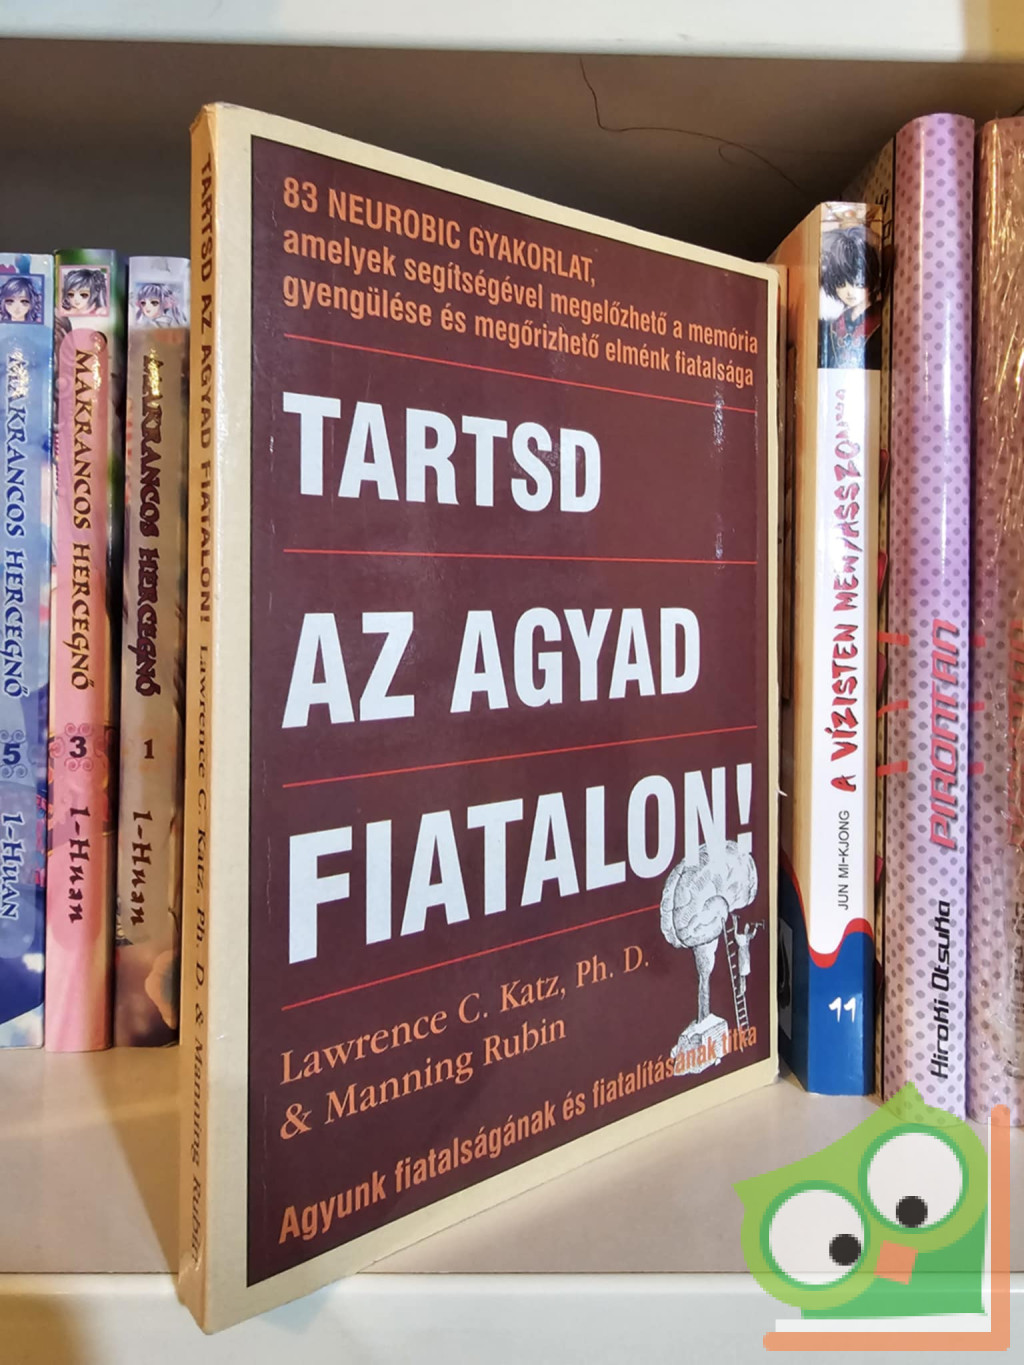 83 NEUROBIC GYAKORLAT,
amelyek segítségével megelőzhető a memória
gyengülése és megőrizhető elménk fiatalsága
TARTSD
AZ AGYAD
FIATALON!
Lawrence C. Katz, Ph. D.
& Manning Rubin
Agyunk fiatalságának és fiatalításának titka
TARTSD AZ AGYAD FIATALON! Lawrence C. Katz, Ph. D. & Manning Rubin
MAKRANCOS HERCEGNŐ 5 I-Huan
MAKRANCOS HERCEGNŐ 3 I-Huan
MAKRANCOS HERCEGNŐ 1 I-Huan
JUN MI-KJONG A VÍZISTEN MENYASSZONYA 11
Hiroki Otsuka PIROMTAN